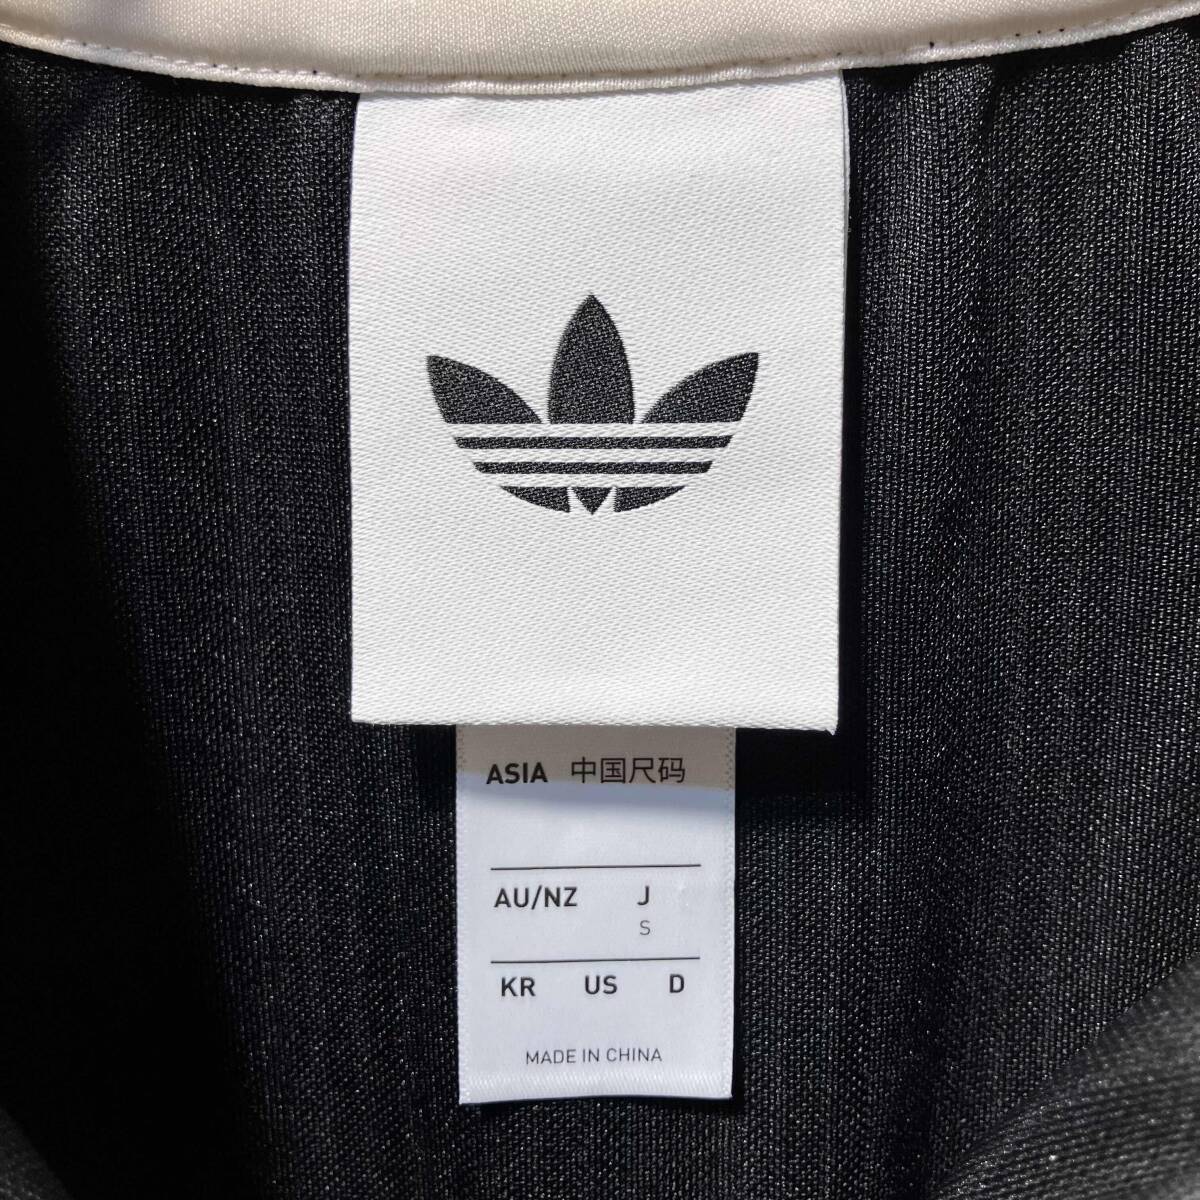 ASIA 中国尺码
AU/NZ J
S
KR US D
MADE IN CHINA